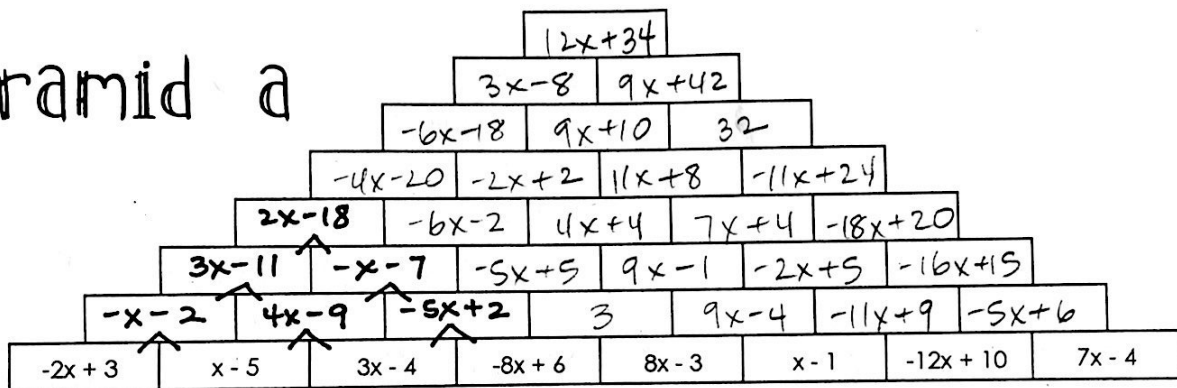 ramid a
12x+34
3x-8 9x+42
-6x-18 9x+10 32
-4x-20 -2x+2 11x+8 -11x+24
2x-18 -6x-2 4x+4 7x+4 -18x+20
3x-11 -x-7 -5x+5 9x-1 -2x+5 -16x+15
-x-2 4x-9 -5x+2 3 9x-4 -11x+9 -5x+6
-2x + 3 x - 5 3x - 4 -8x + 6 8x - 3 x - 1 -12x + 10 7x - 4